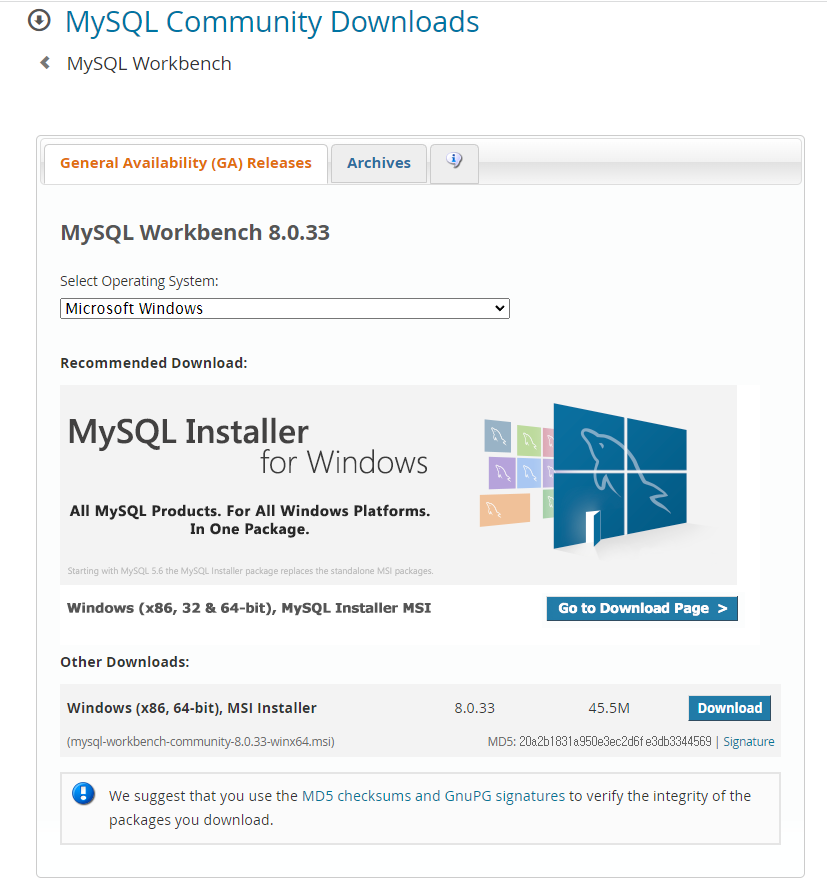 MySQL Community Downloads
MySQL Workbench
General Availability (GA) Releases
Archives
MySQL Workbench 8.0.33
Select Operating System:
Microsoft Windows
Recommended Download:
MySQL Installer
for Windows
All MySQL Products. For All Windows Platforms.
In One Package.
Starting with MySQL 5.6 the MySQL Installer package replaces the standalone MSI packages.
Windows (x86, 32 & 64-bit), MySQL Installer MSI
Go to Download Page >
Other Downloads:
Windows (x86, 64-bit), MSI Installer 8.0.33 45.5M Download
(mysql-workbench-community-8.0.33-winx64.msi) MD5: 20a2b1831a950e3ec2d6fe3db3344569 | Signature
We suggest that you use the MD5 checksums and GnuPG signatures to verify the integrity of the
packages you download.